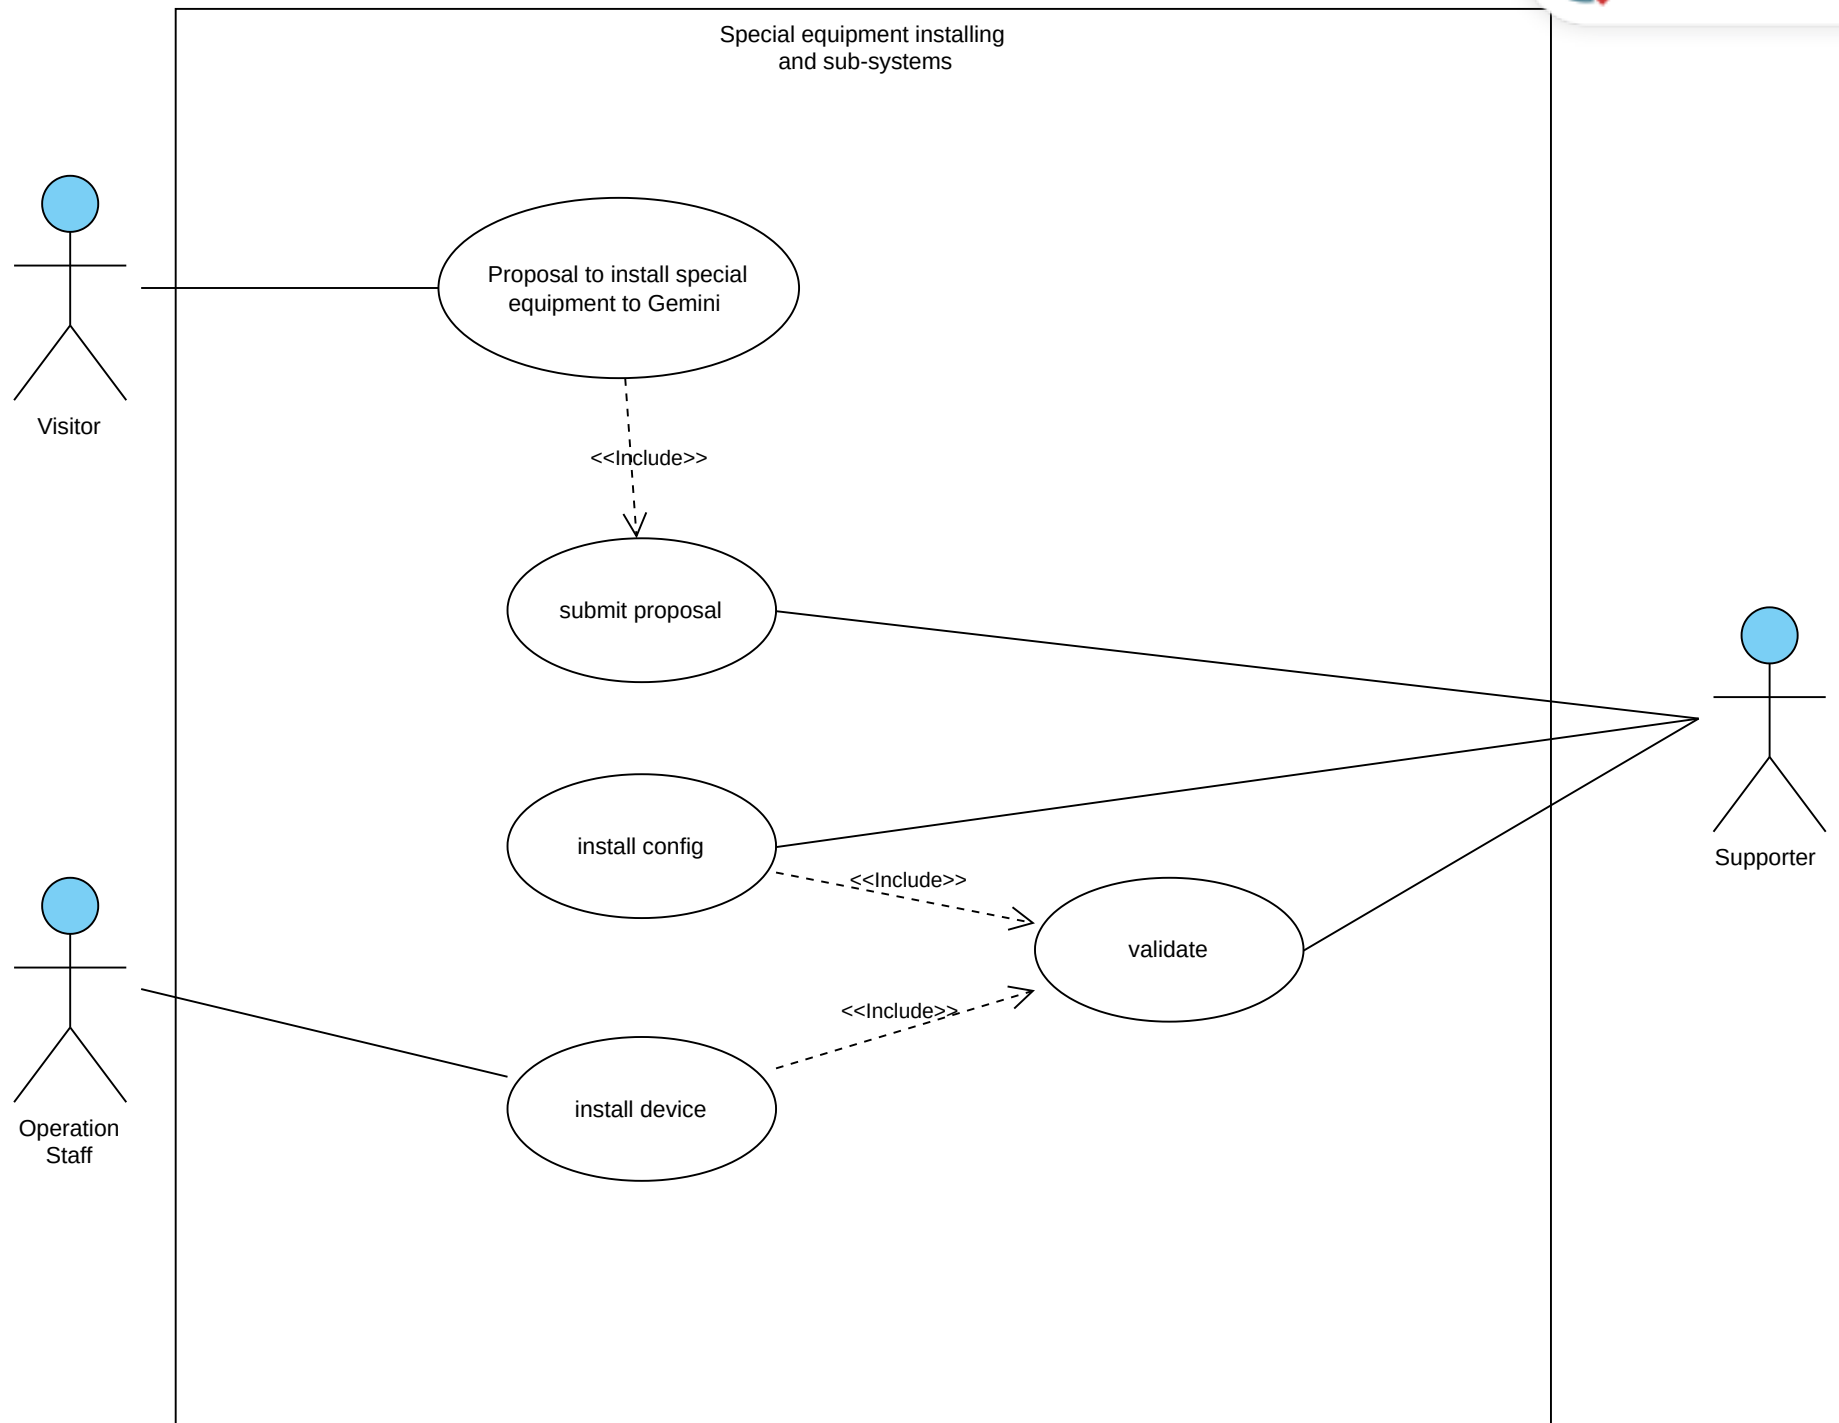 Special equipment installing
and sub-systems
Proposal to install special
equipment to Gemini
Visitor
<<Include>>
submit proposal
install config
Supporter
<<Include>>
validate
<<Include>>
install device
Operation
Staff